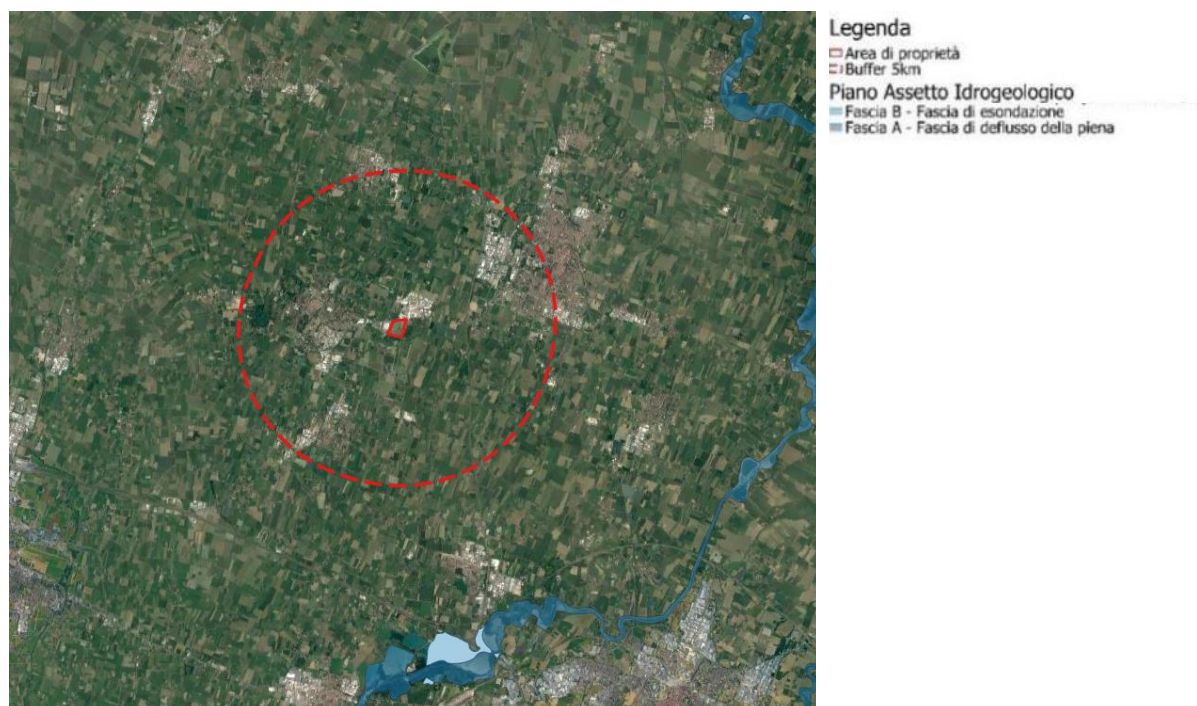 Legenda
Area di proprietà
Buffer 5km
Piano Assetto Idrogeologico
Fascia B - Fascia di esondazione
Fascia A - Fascia di deflusso della piena